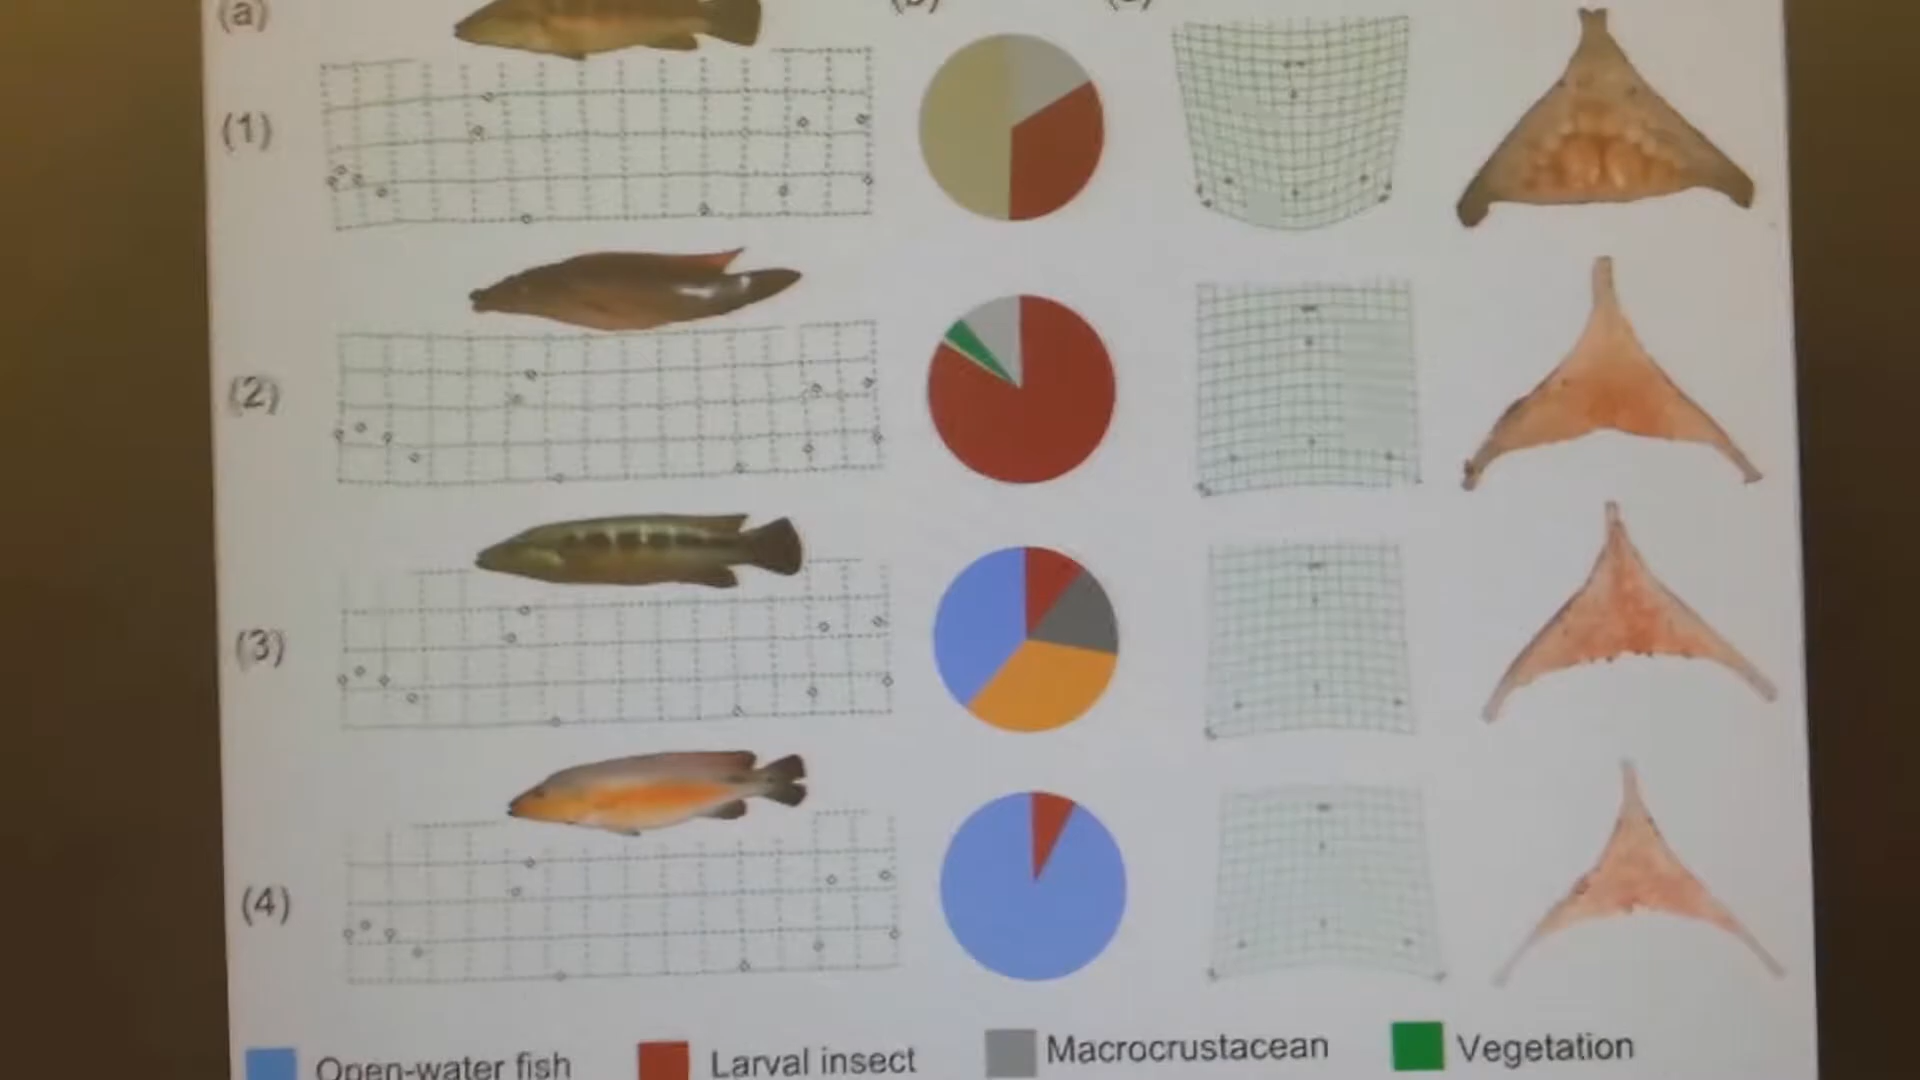 (a)
(1)
(2)
(3)
(4)
Open-water fish Larval insect Macrocrustacean Vegetation